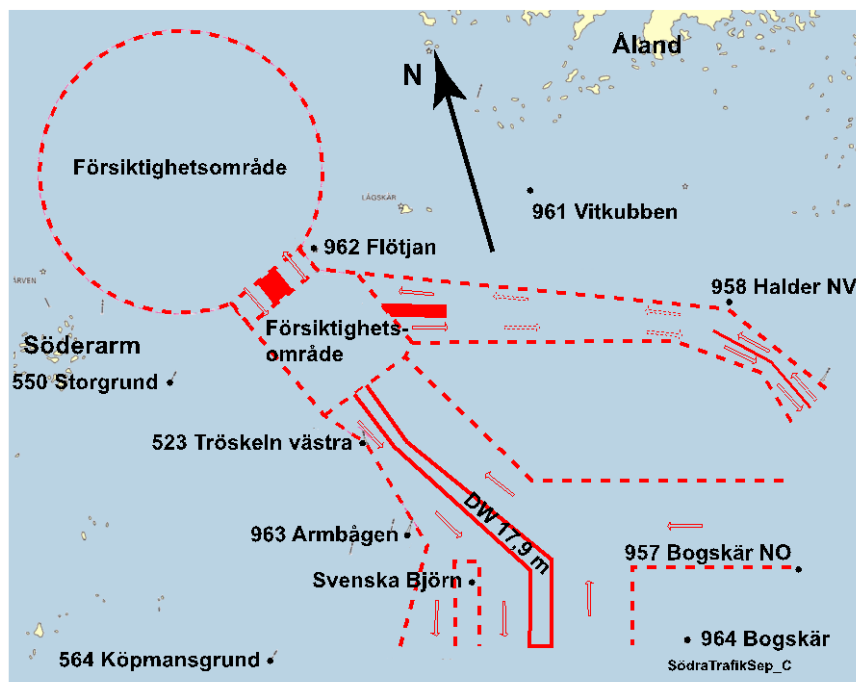 Åland
N
Försiktighetsområde
LÅGSKÄR
961 Vitkubben
962 Flötjan
ÄRVEN
958 Halder NV
Försiktighets-
område
Söderarm
550 Storgrund
523 Tröskeln västra
DW 17,9 m
963 Armbågen
957 Bogskär NO
Svenska Björn
964 Bogskär
564 Köpmansgrund
SödraTrafikSep_C